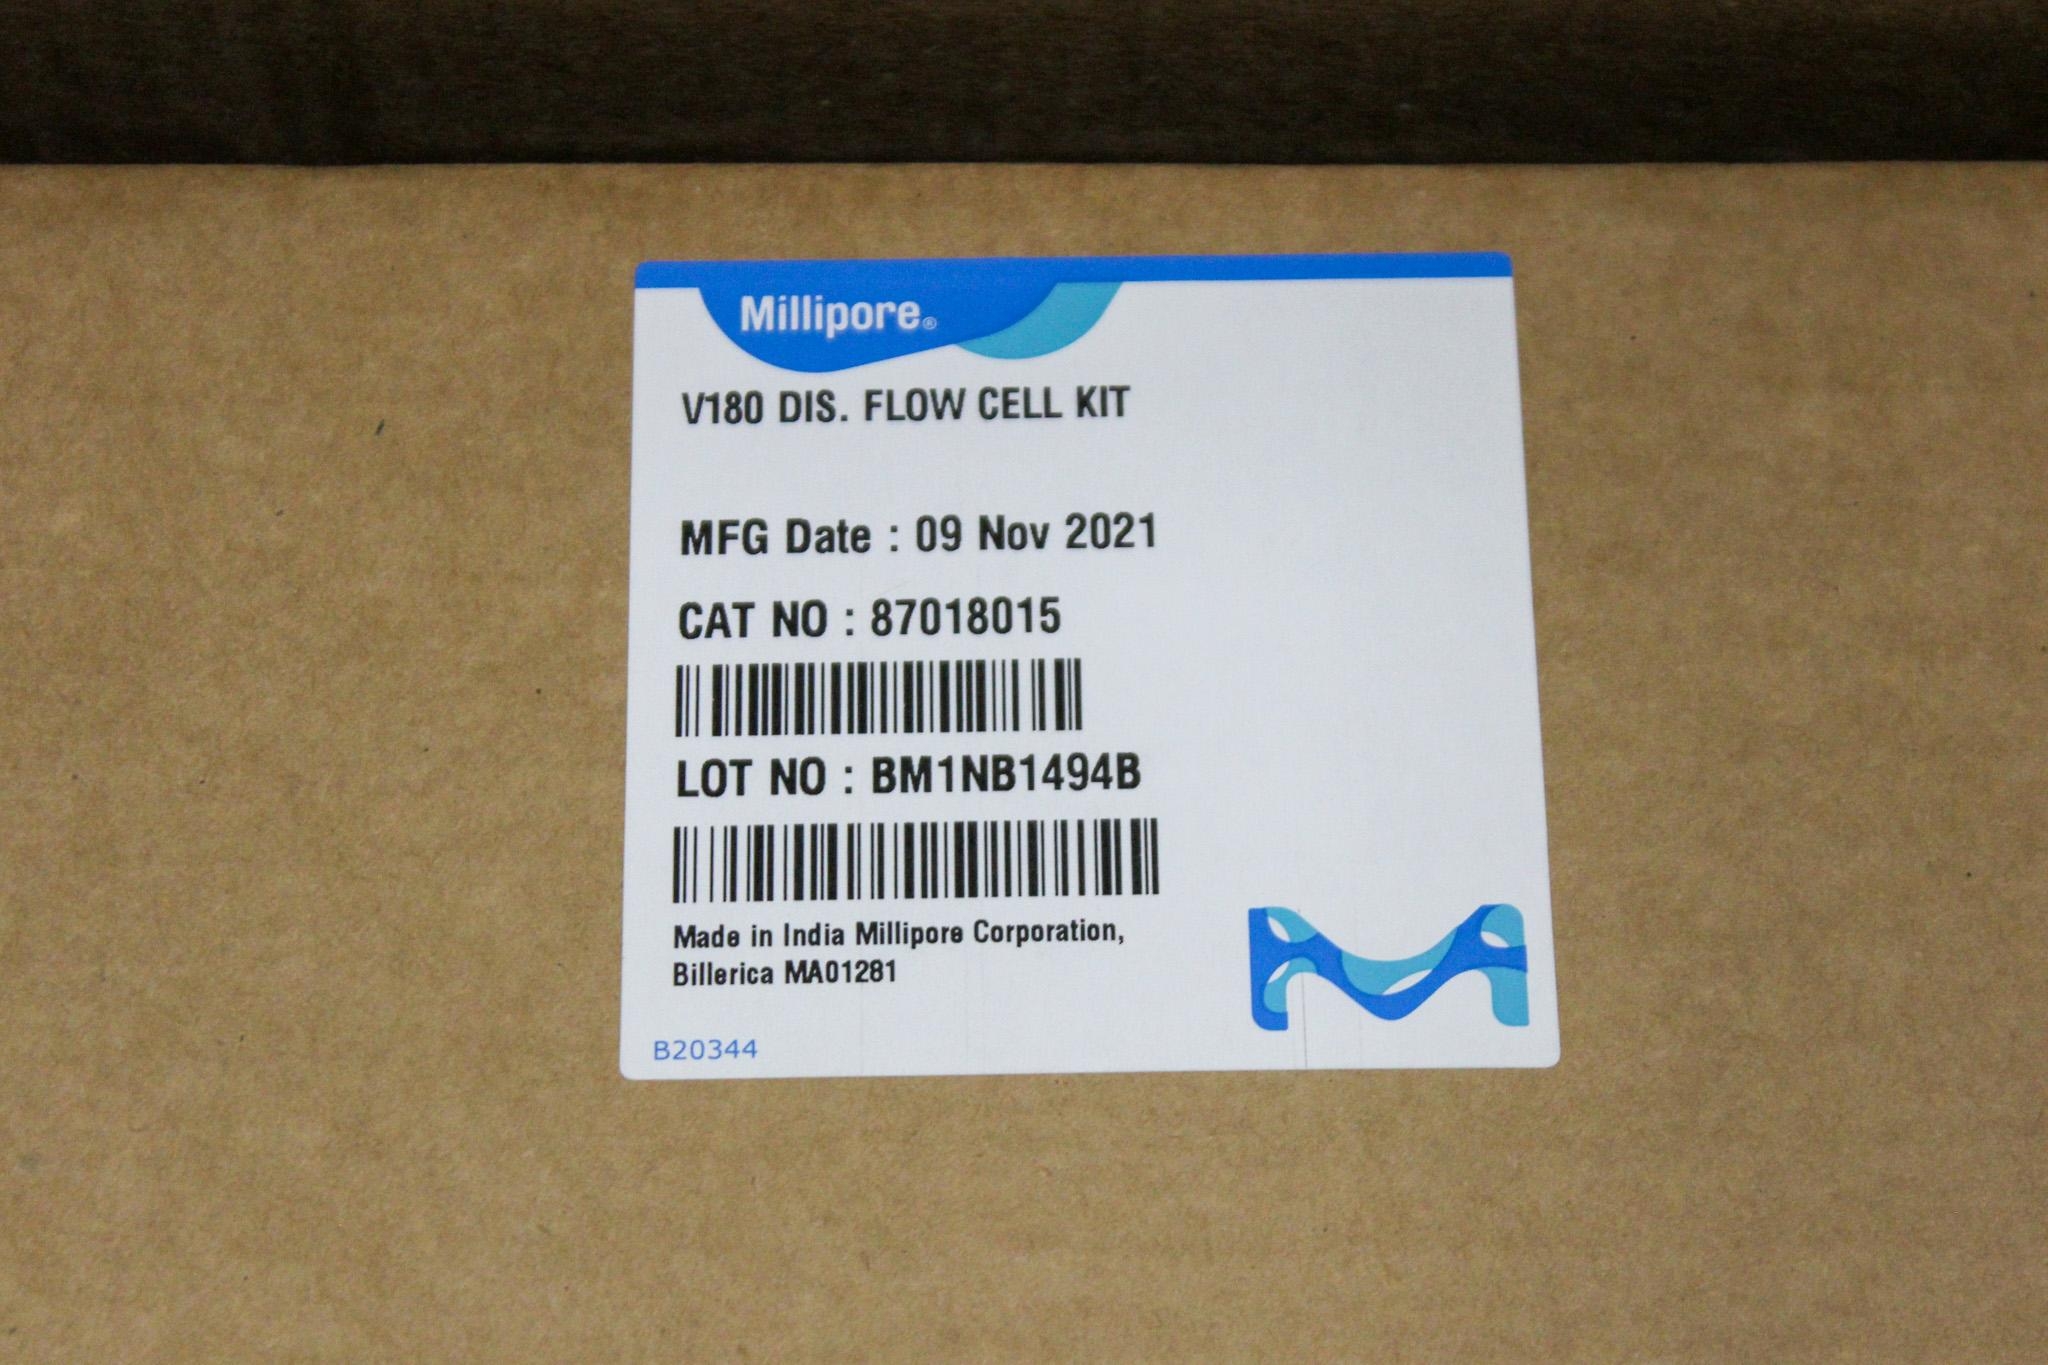 Millipore®
V180 DIS. FLOW CELL KIT
MFG Date : 09 Nov 2021
CAT NO : 87018015
LOT NO : BM1NB1494B
Made in India Millipore Corporation,
Billerica MA01281
B20344